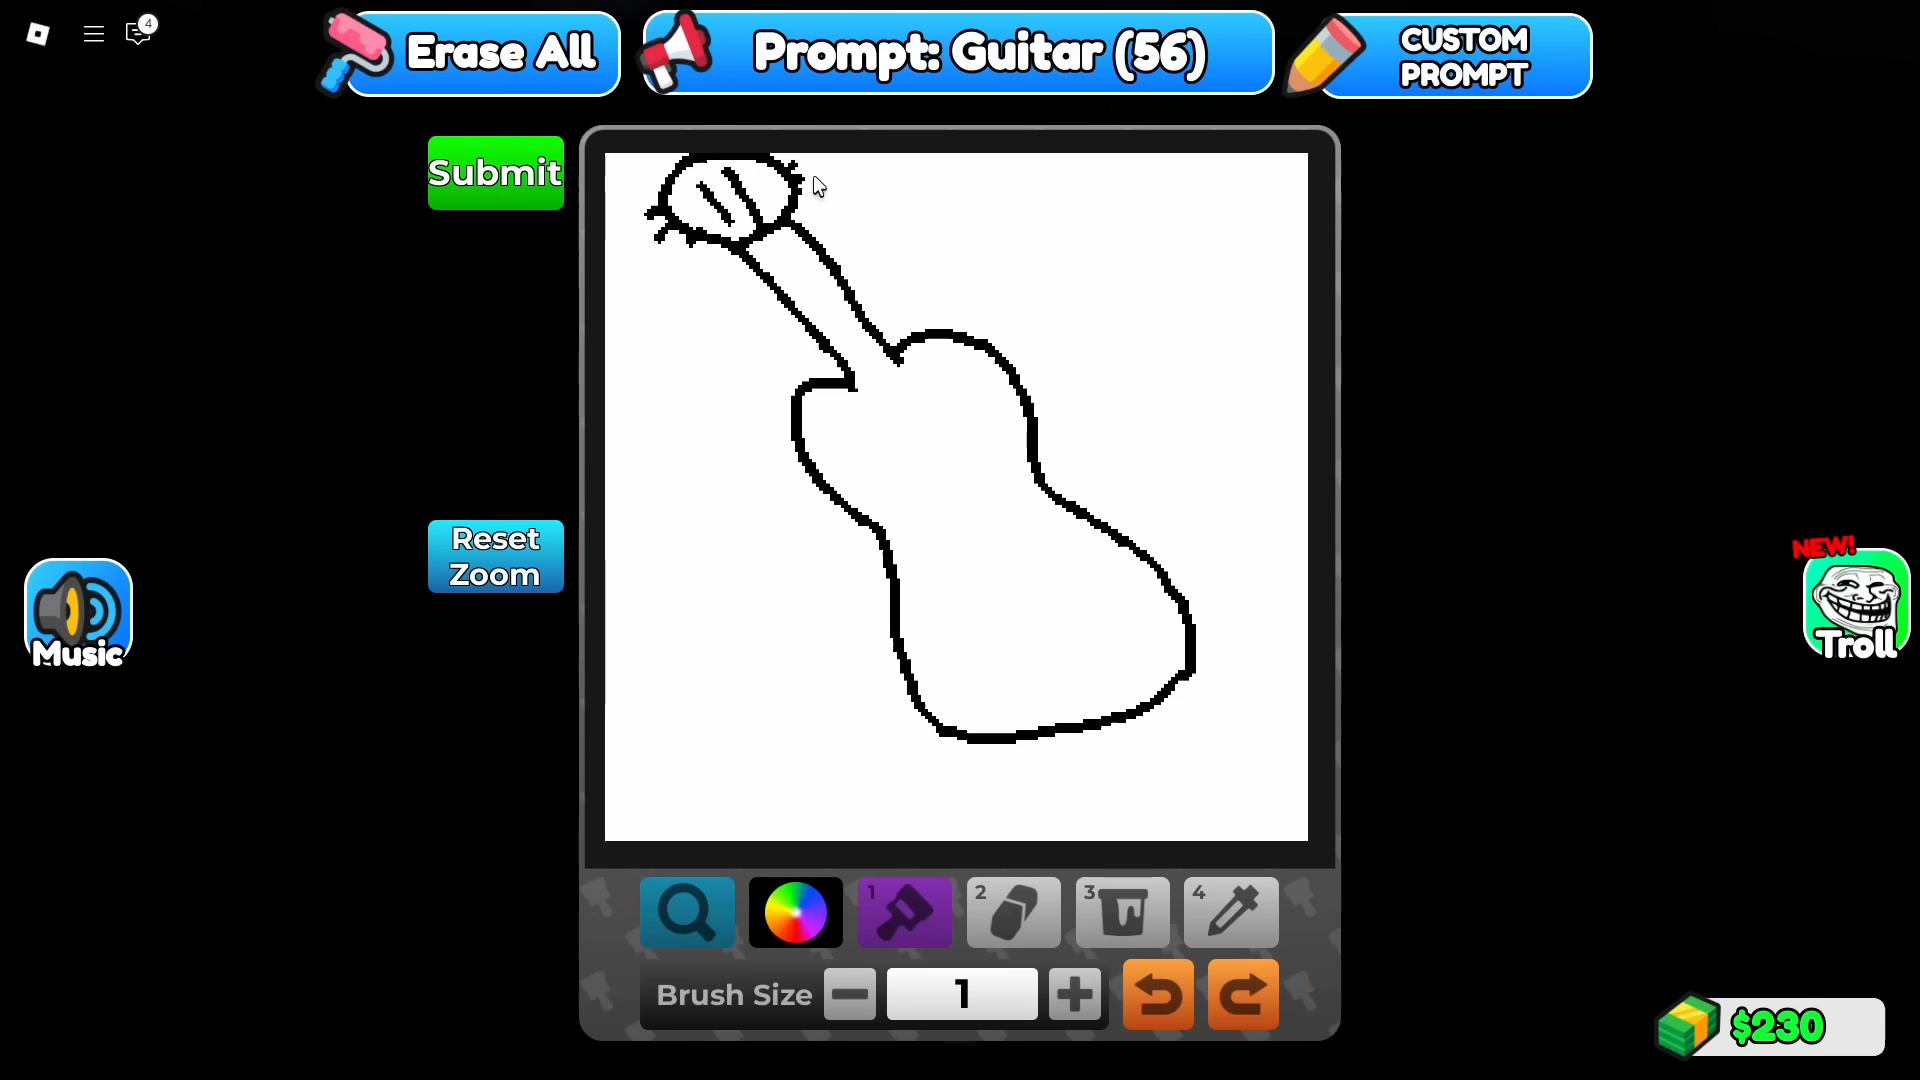 4
Erase All
Prompt: Guitar (56)
CUSTOM
PROMPT
Submit
Reset
Zoom
Music
NEW!
Troll
1
2
3
4
Brush Size
1
$230